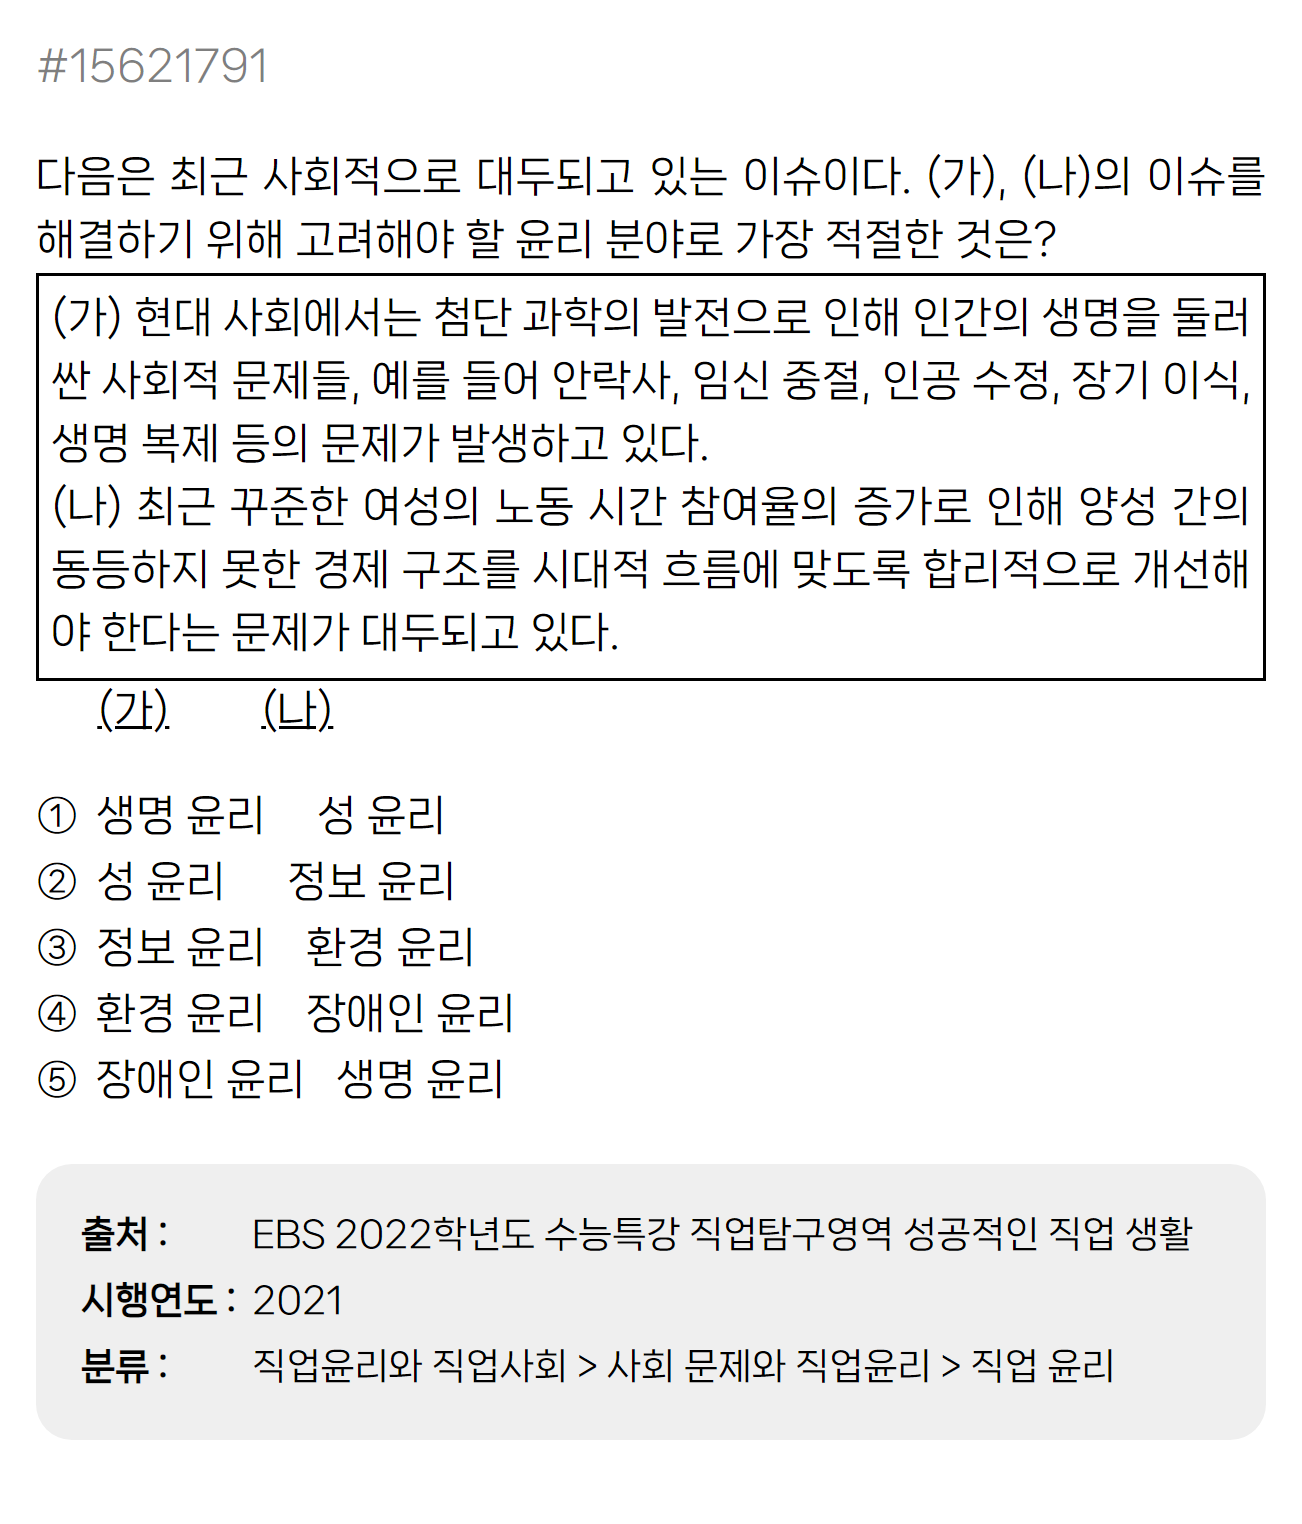 #15621791
다음은 최근 사회적으로 대두되고 있는 이슈이다. (가), (나)의 이슈를
해결하기 위해 고려해야 할 윤리 분야로 가장 적절한 것은?
(가) 현대 사회에서는 첨단 과학의 발전으로 인해 인간의 생명을 둘러
싼 사회적 문제들, 예를 들어 안락사, 임신 중절, 인공 수정, 장기 이식,
생명 복제 등의 문제가 발생하고 있다.
(나) 최근 꾸준한 여성의 노동 시간 참여율의 증가로 인해 양성 간의
동등하지 못한 경제 구조를 시대적 흐름에 맞도록 합리적으로 개선해
야 한다는 문제가 대두되고 있다.
(가) (나)
① 생명 윤리 성 윤리
② 성 윤리 정보 윤리
③ 정보 윤리 환경 윤리
④ 환경 윤리 장애인 윤리
⑤ 장애인 윤리 생명 윤리
출처 : EBS 2022학년도 수능특강 직업탐구영역 성공적인 직업 생활
시행연도 : 2021
분류 : 직업윤리와 직업사회 > 사회 문제와 직업윤리 > 직업 윤리